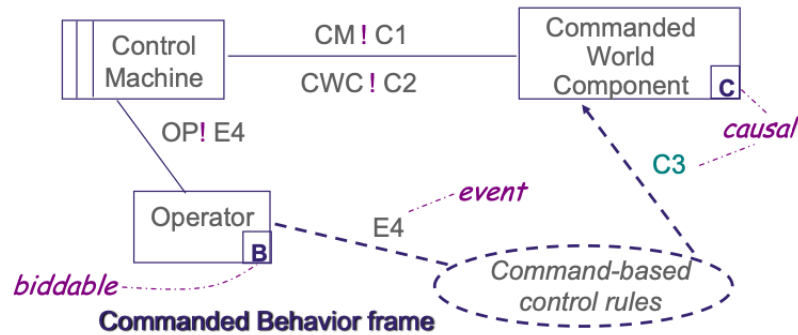 Control
Machine
CM ! C1
CWC ! C2
Commanded
World
Component
C
causal
OP! E4
C3
event
Operator
B
E4
biddable
Command-based
control rules
Commanded Behavior frame